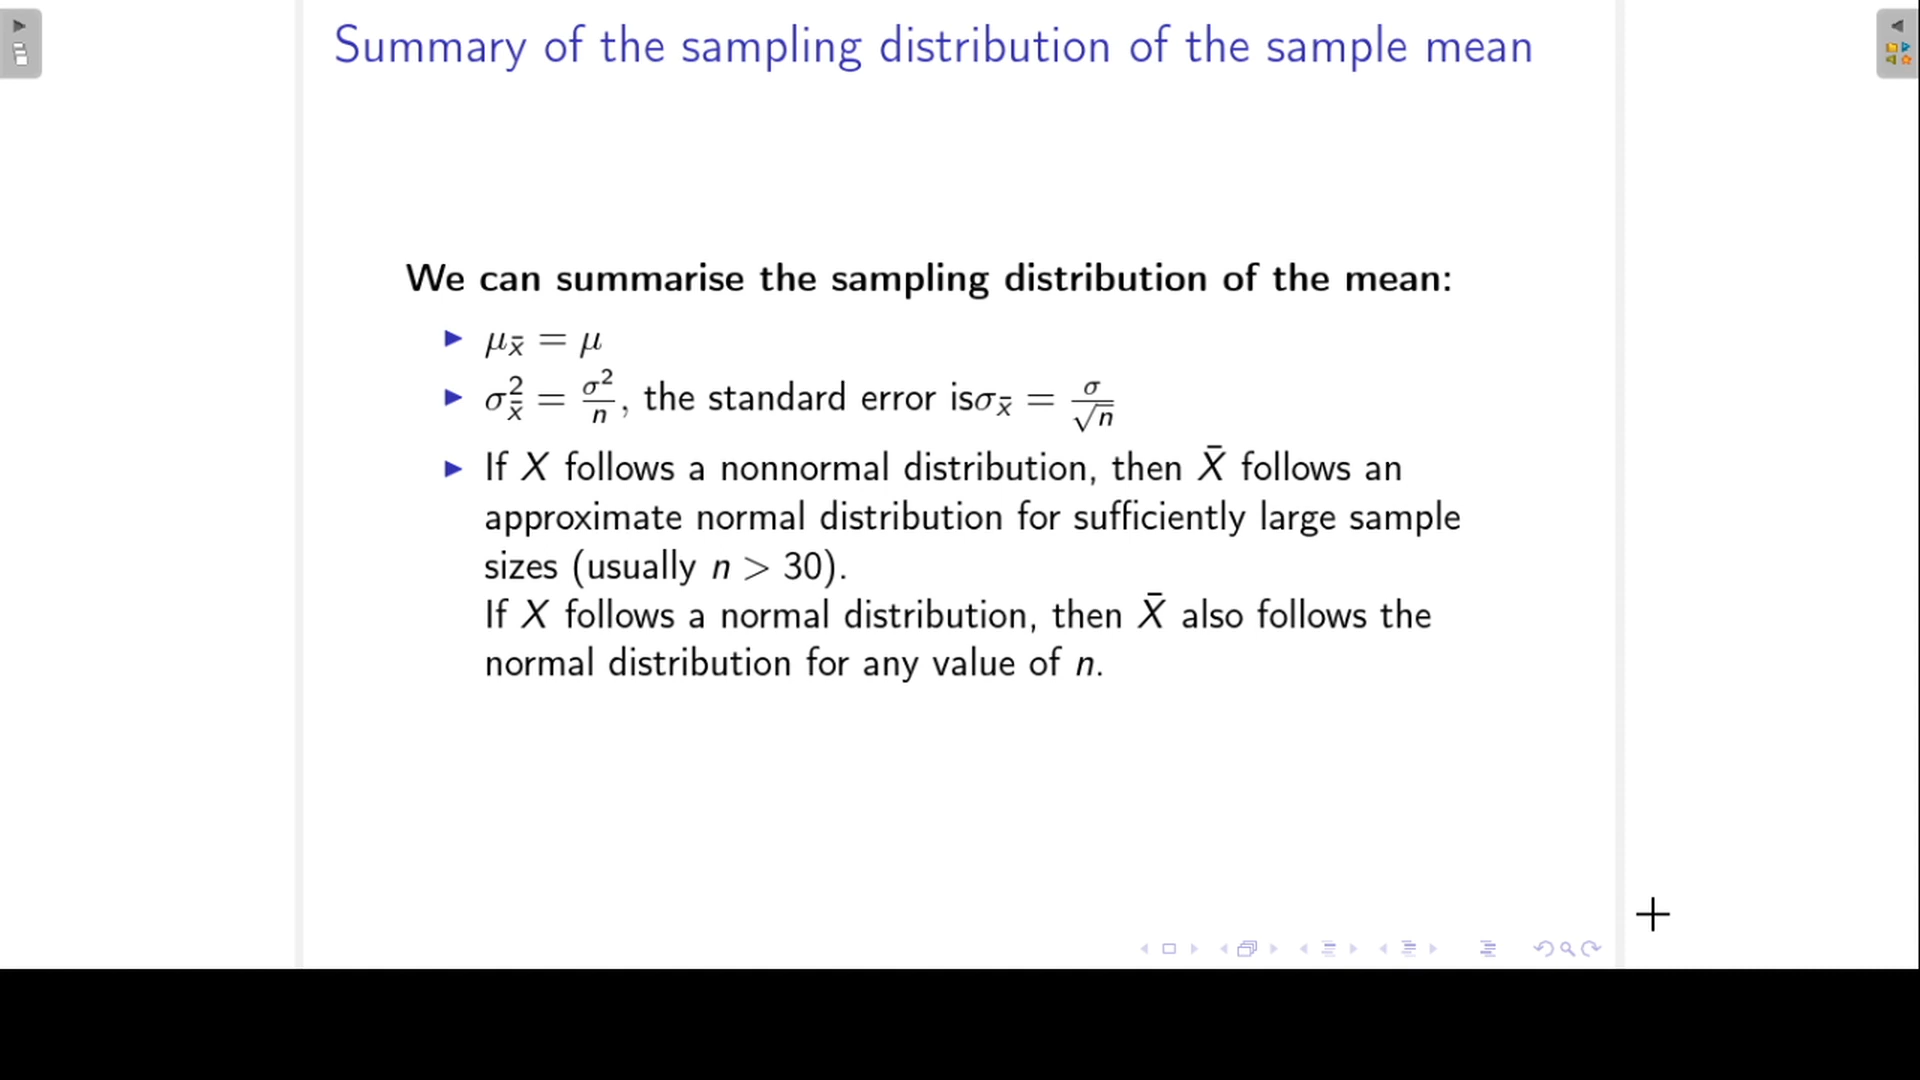 Summary of the sampling distribution of the sample mean
We can summarise the sampling distribution of the mean:
▶ μ_x̄ = μ
▶ σ²_x̄ = σ²/n, the standard error isσ_x̄ = σ/√n
▶ If X follows a nonnormal distribution, then X̄ follows an
approximate normal distribution for sufficiently large sample
sizes (usually n > 30).
If X follows a normal distribution, then X̄ also follows the
normal distribution for any value of n.